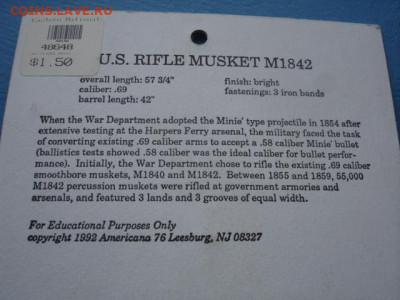 COINS.LAVE.RU
Eastern National
48648
$1.50
U.S. RIFLE MUSKET M1842
overall length: 57 3/4" finish: bright
caliber: .69 fastenings: 3 iron bands
barrel length: 42"
When the War Department adopted the Minie' type projectile in 1854 after
extensive testing at the Harpers Ferry arsenal, the military faced the task
of converting existing .69 caliber arms to accept a .58 caliber Minie' bullet
(ballistics tests showed .58 caliber was the ideal caliber for bullet perfor-
mance). Initially, the War Department chose to rifle the existing .69 caliber
smoothbore muskets, M1840 and M1842. Between 1855 and 1859, 55,000
M1842 percussion muskets were rifled at government armories and
arsenals, and featured 3 lands and 3 grooves of equal width.
For Educational Purposes Only
copyright 1992 Americana 76 Leesburg, NJ 08327